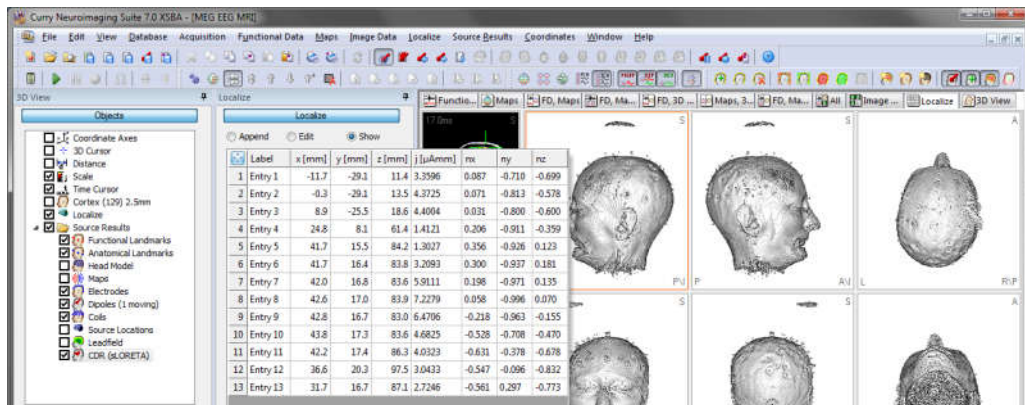 Curry Neuroimaging Suite 7.0 XSBA - [MEG EEG MRI]
File Edit View Database Acquisition Functional Data Maps Image Data Localize Source Results Coordinates Window Help
3D View
Localize
Functio... Maps FD, Maps FD, Ma... FD, 3D ... Maps, 3... FD, Ma... All Image ... Localize 3D View
Objects
Localize
17.0ms S S S A
Append Edit Show
Coordinate Axes
3D Cursor
Distance
Scale
Time Cursor
Cortex (129) 2.5mm
Localize
Source Results
Functional Landmarks
Anatomical Landmarks
Head Model
Maps
Electrodes
Dipoles (1 moving)
Coils
Source Locations
Leadfield
CDR (sLORETA)
Label x [mm] y [mm] z [mm] j [µAmm] nx ny nz
1 Entry 1 -11.7 -29.1 11.4 3.3596 0.087 -0.710 -0.699
2 Entry 2 -0.3 -29.1 13.5 4.3725 0.071 -0.813 -0.578
3 Entry 3 8.9 -25.5 18.6 4.4004 0.031 -0.800 -0.600
4 Entry 4 24.8 8.1 61.4 1.4121 0.206 -0.911 -0.359
5 Entry 5 41.7 15.5 84.2 1.3027 0.356 -0.926 0.123
6 Entry 6 41.7 16.4 83.8 3.2093 0.300 -0.937 0.181
7 Entry 7 42.0 16.8 83.6 5.9111 0.198 -0.971 0.135
8 Entry 8 42.6 17.0 83.9 7.2279 0.058 -0.996 0.070
9 Entry 9 42.8 16.7 83.0 6.4706 -0.218 -0.963 -0.155
10 Entry 10 43.8 17.3 83.6 4.6825 -0.528 -0.708 -0.470
11 Entry 11 42.2 17.4 86.3 4.0323 -0.631 -0.378 -0.678
12 Entry 12 36.6 20.3 97.5 3.0433 -0.547 -0.096 -0.832
13 Entry 13 31.7 16.7 87.1 2.7246 -0.561 0.297 -0.773
P\I P A\I L R\P
S S A